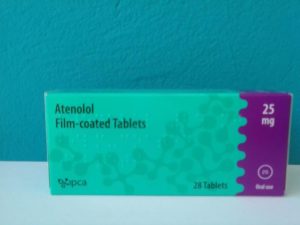 Atenolol
Film-coated Tablets
25
mg
ipca
28 Tablets
Oral use